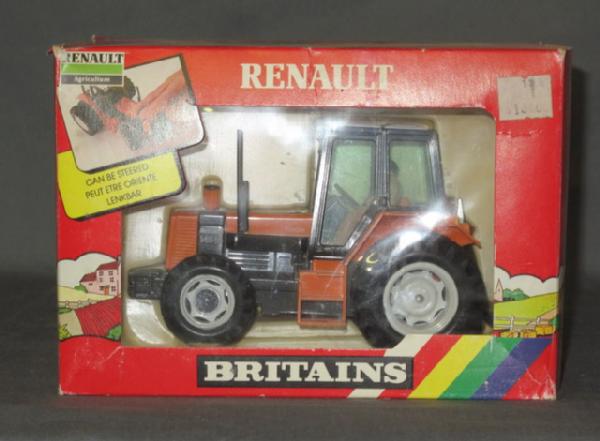 RENAULT
Agriculture
RENAULT
CAN BE STEERED
PEUT ETRE ORIENTE
LENKBAR
BRITAINS